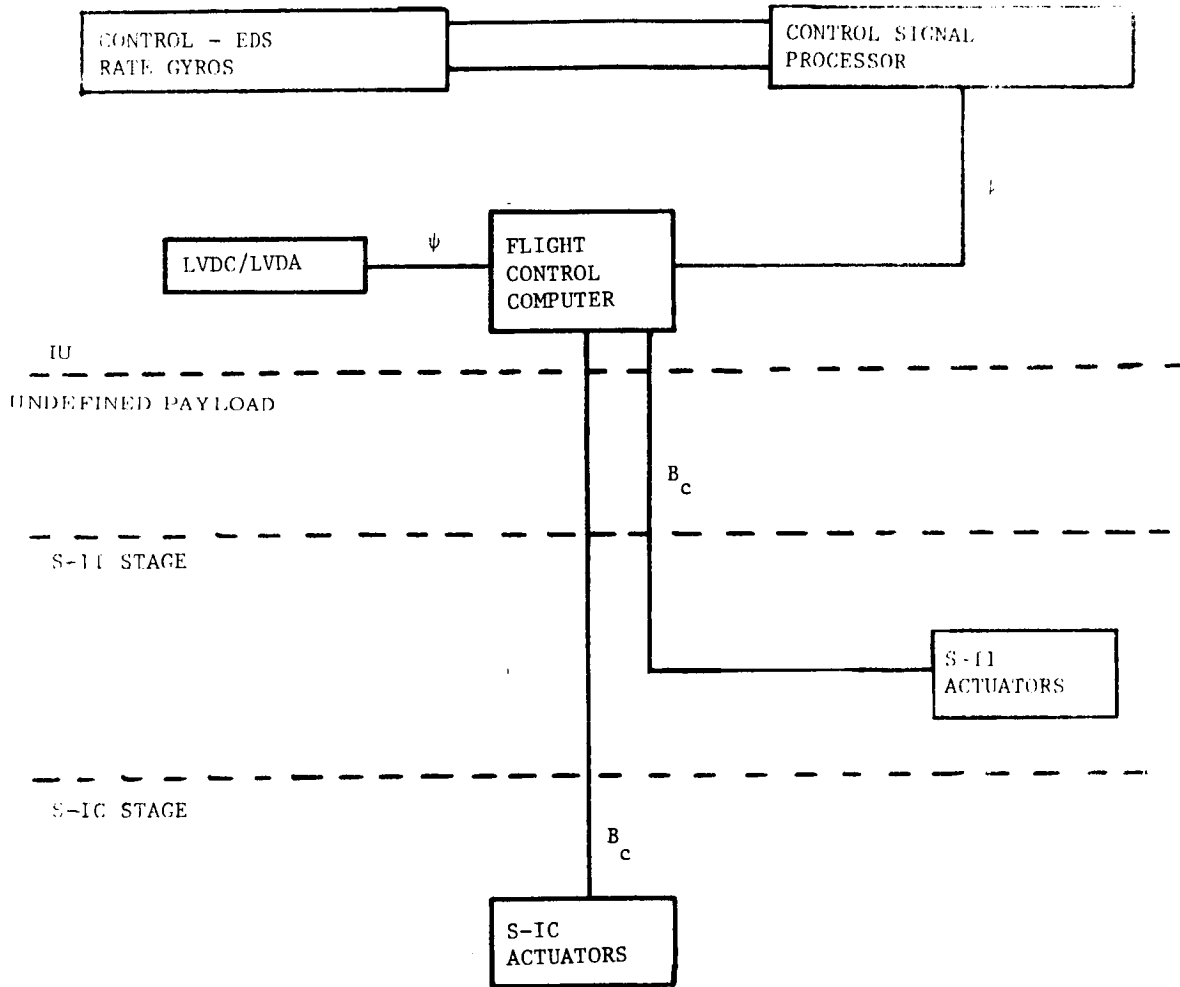 CONTROL - EDS
RATE GYROS
CONTROL SIGNAL
PROCESSOR
LVDC/LVDA
ψ
FLIGHT
CONTROL
COMPUTER
IU
UNDEFINED PAYLOAD
B
c
S-II STAGE
S-II
ACTUATORS
S-IC STAGE
B
c
S-IC
ACTUATORS